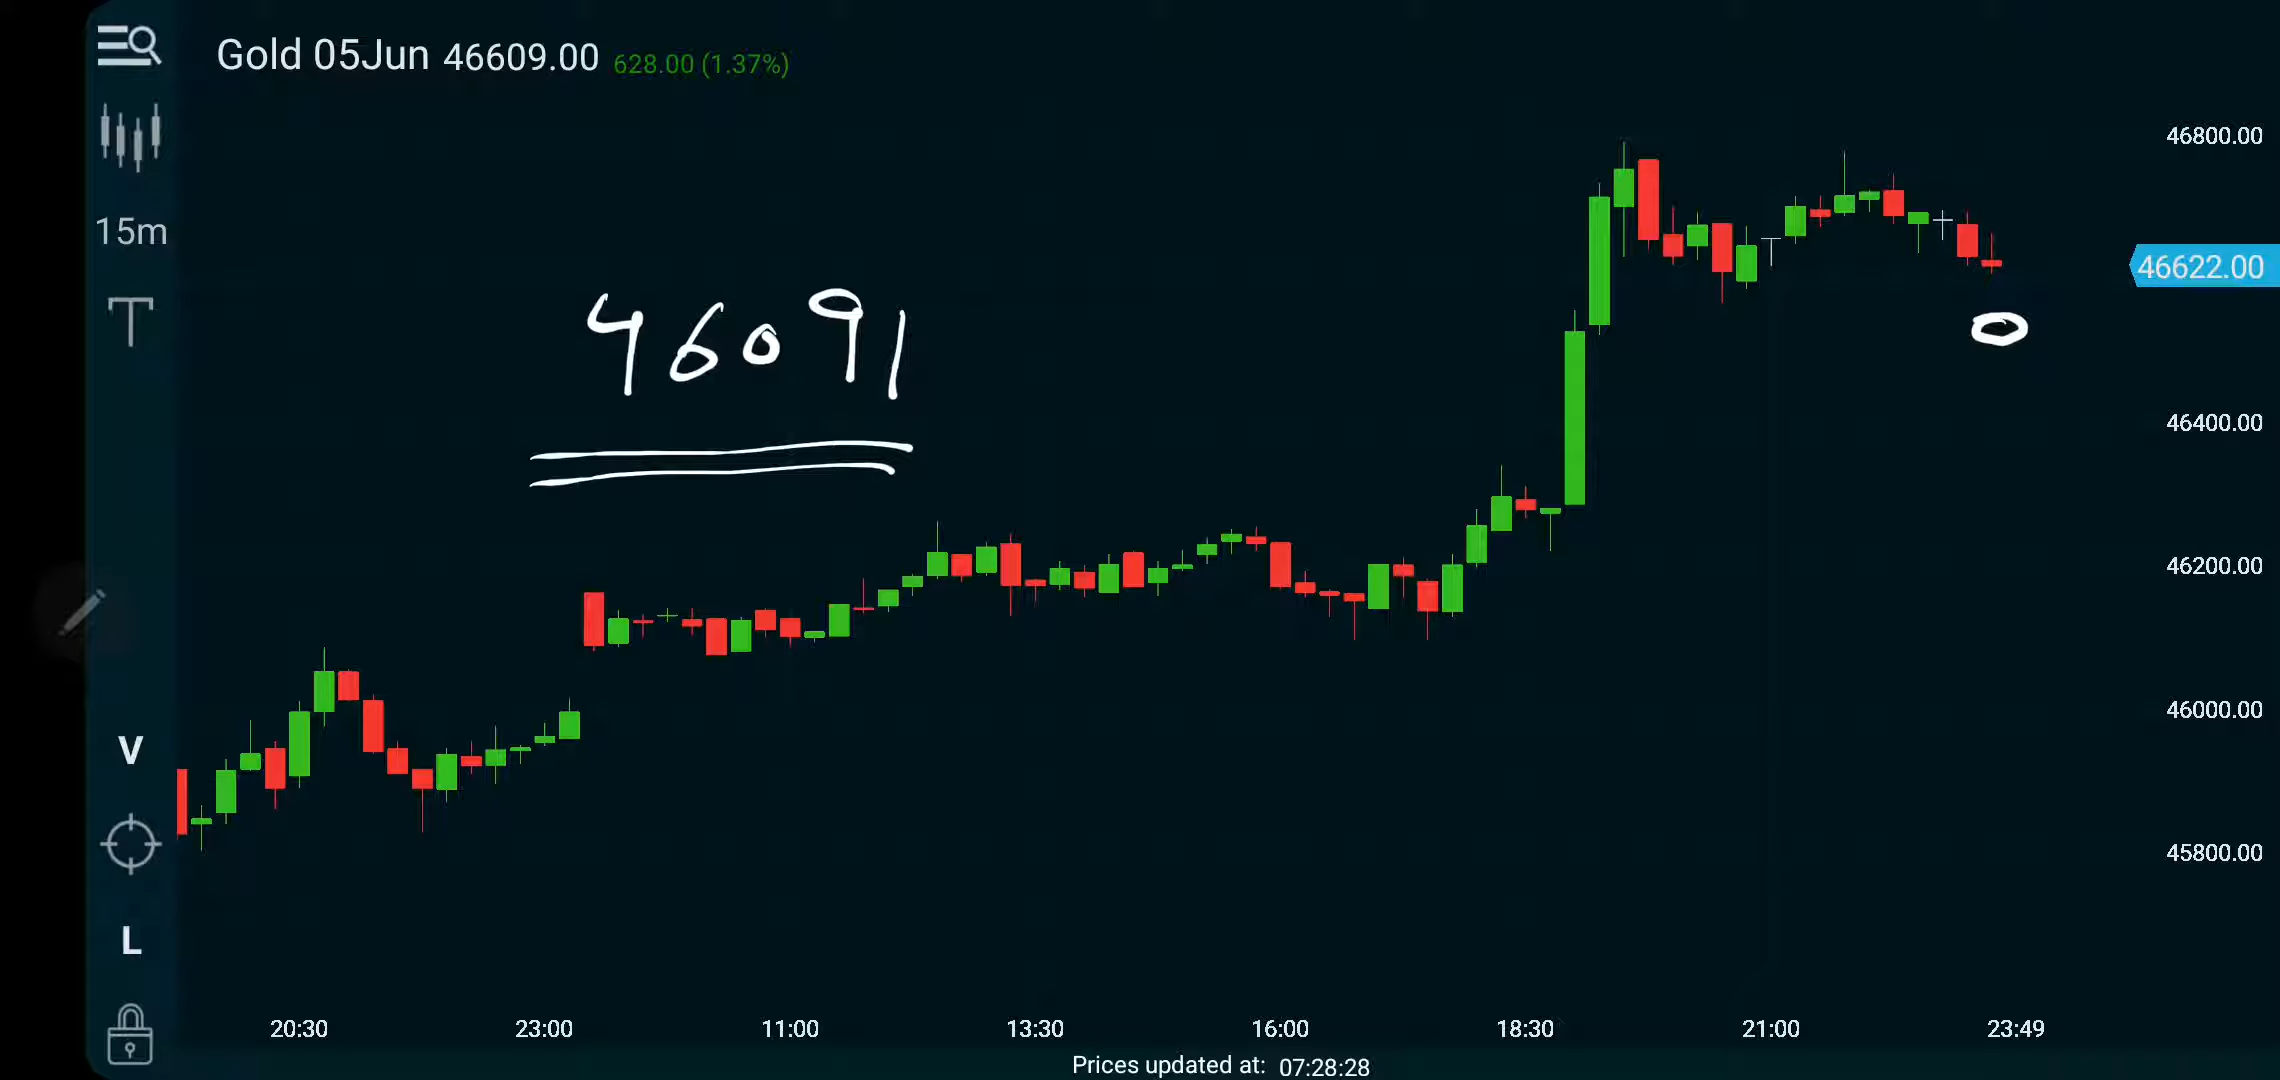 Gold 05Jun 46609.00 628.00 (1.37%)
15m
T
V
L
46091
46800.00
46622.00
46400.00
46200.00
46000.00
45800.00
20:30 23:00 11:00 13:30 16:00 18:30 21:00 23:49
Prices updated at: 07:28:28